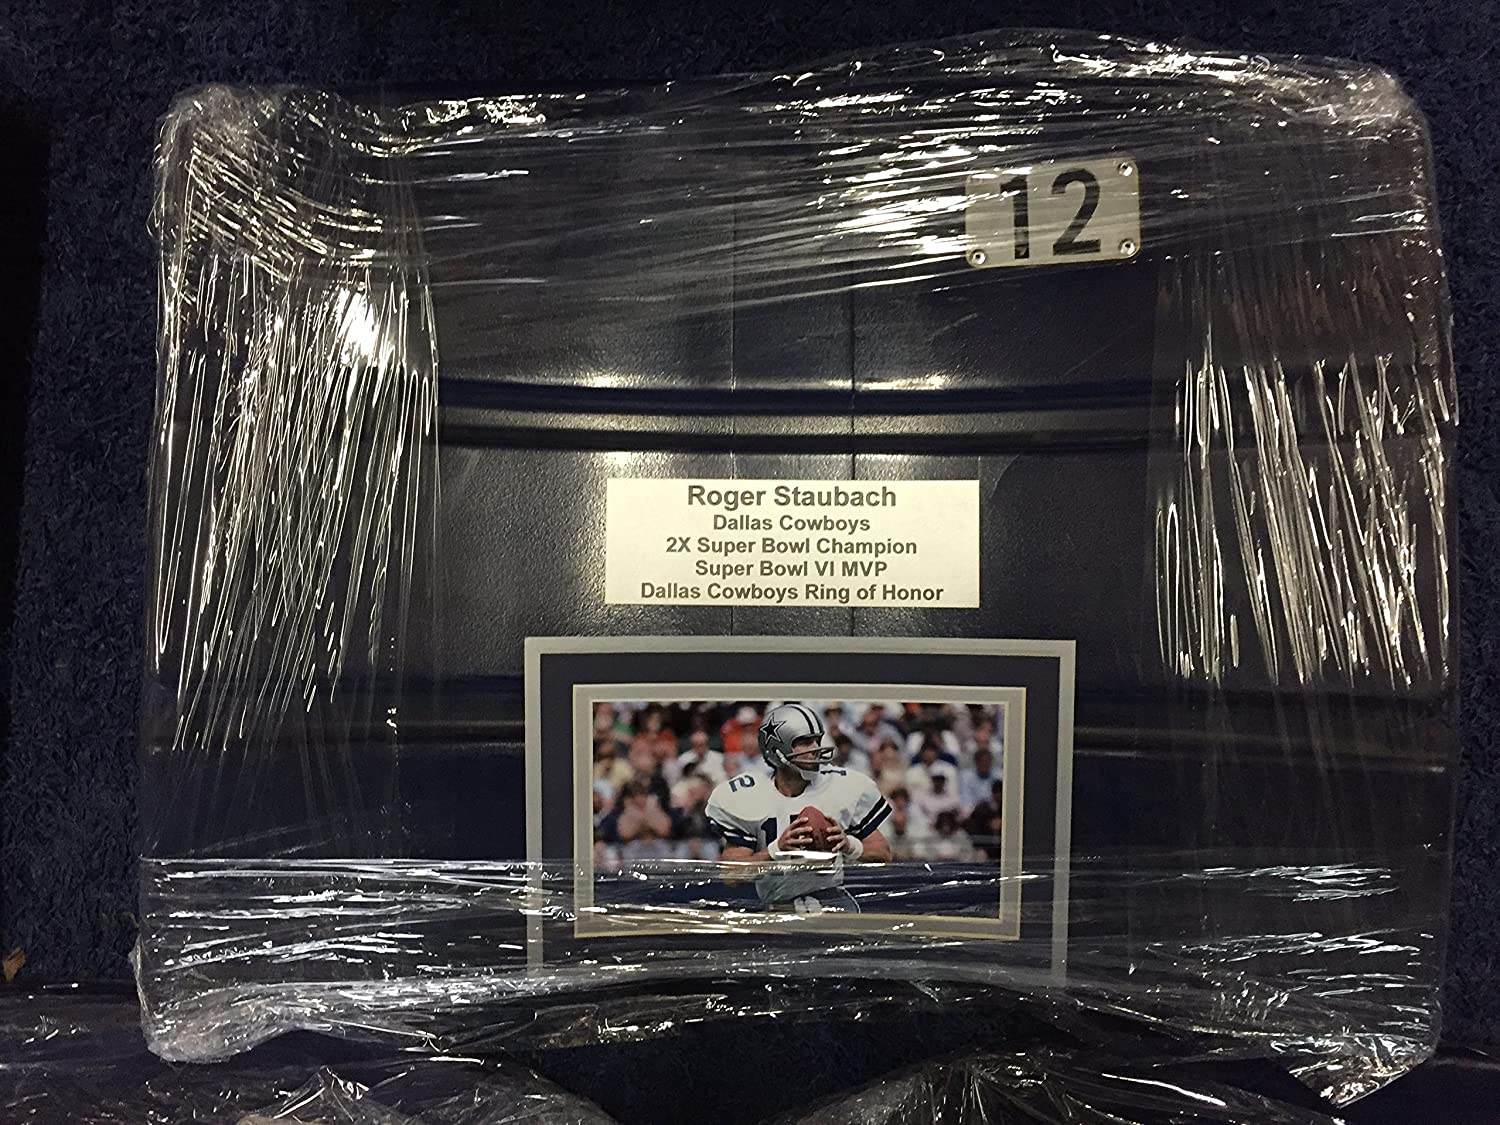 12
Roger Staubach
Dallas Cowboys
2X Super Bowl Champion
Super Bowl VI MVP
Dallas Cowboys Ring of Honor
12